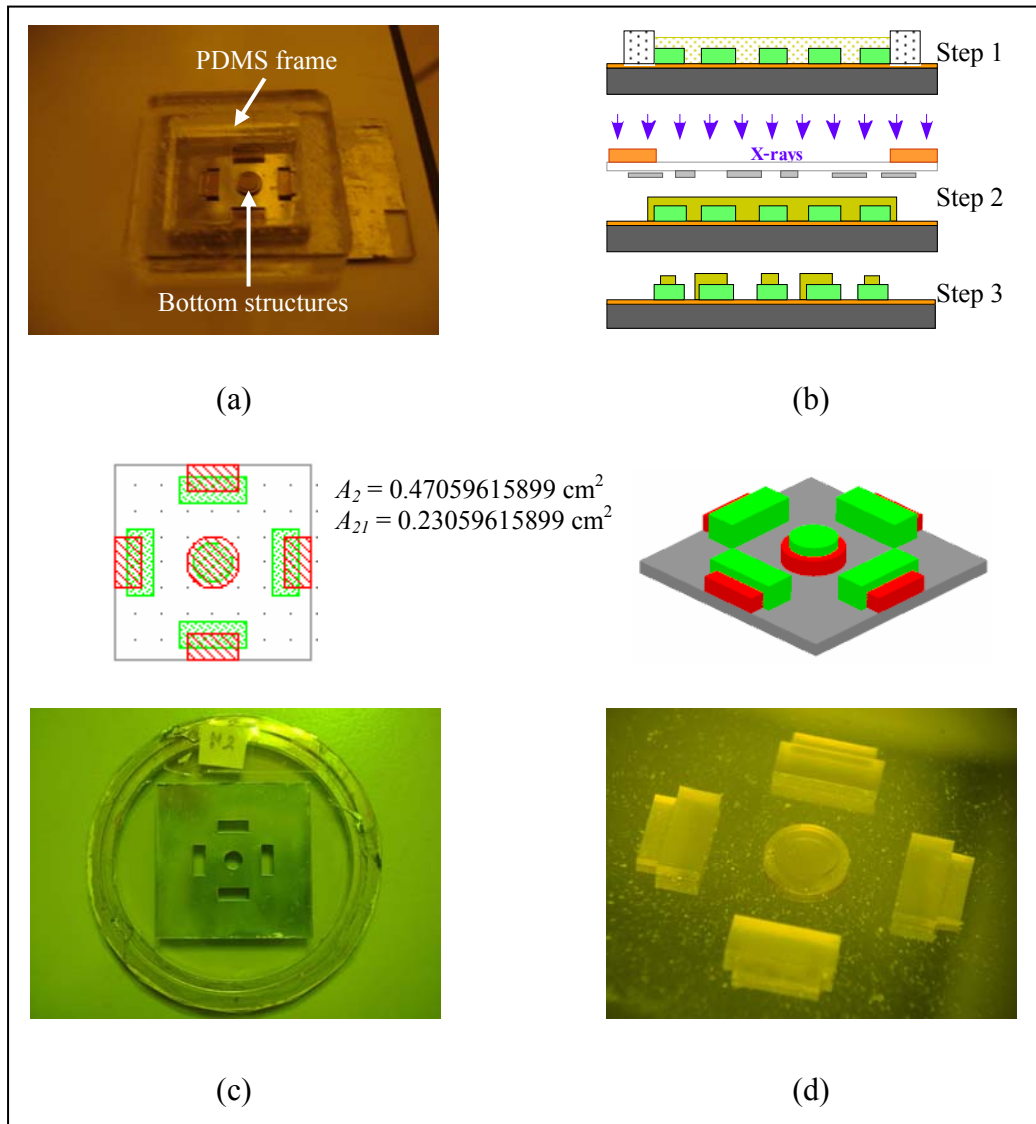 PDMS frame
Bottom structures
Step 1
X-rays
Step 2
Step 3
(a)
(b)
A₂ = 0.47059615899 cm²
A₂₁ = 0.23059615899 cm²
(c)
(d)